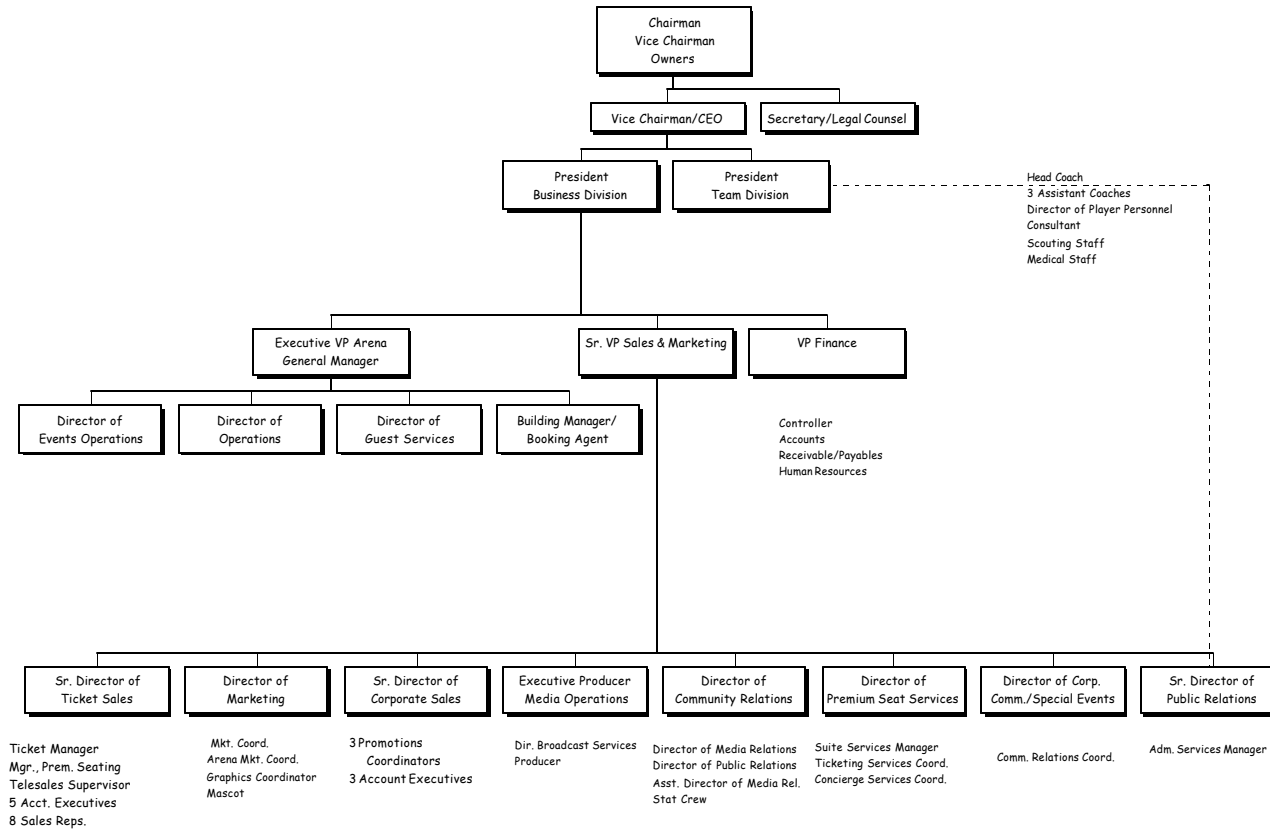 Chairman
Vice Chairman
Owners
Vice Chairman/CEO
Secretary/Legal Counsel
President
Business Division
President
Team Division
Head Coach
3 Assistant Coaches
Director of Player Personnel
Consultant
Scouting Staff
Medical Staff
Executive VP Arena
General Manager
Sr. VP Sales & Marketing
VP Finance
Director of
Events Operations
Director of
Operations
Director of
Guest Services
Building Manager/
Booking Agent
Controller
Accounts
Receivable/Payables
Human Resources
Sr. Director of
Ticket Sales
Director of
Marketing
Sr. Director of
Corporate Sales
Executive Producer
Media Operations
Director of
Community Relations
Director of
Premium Seat Services
Director of Corp.
Comm./Special Events
Sr. Director of
Public Relations
Ticket Manager
Mgr., Prem. Seating
Telesales Supervisor
5 Acct. Executives
8 Sales Reps.
Mkt. Coord.
Arena Mkt. Coord.
Graphics Coordinator
Mascot
3 Promotions
Coordinators
3 Account Executives
Dir. Broadcast Services
Producer
Director of Media Relations
Director of Public Relations
Asst. Director of Media Rel.
Stat Crew
Suite Services Manager
Ticketing Services Coord.
Concierge Services Coord.
Comm. Relations Coord.
Adm. Services Manager